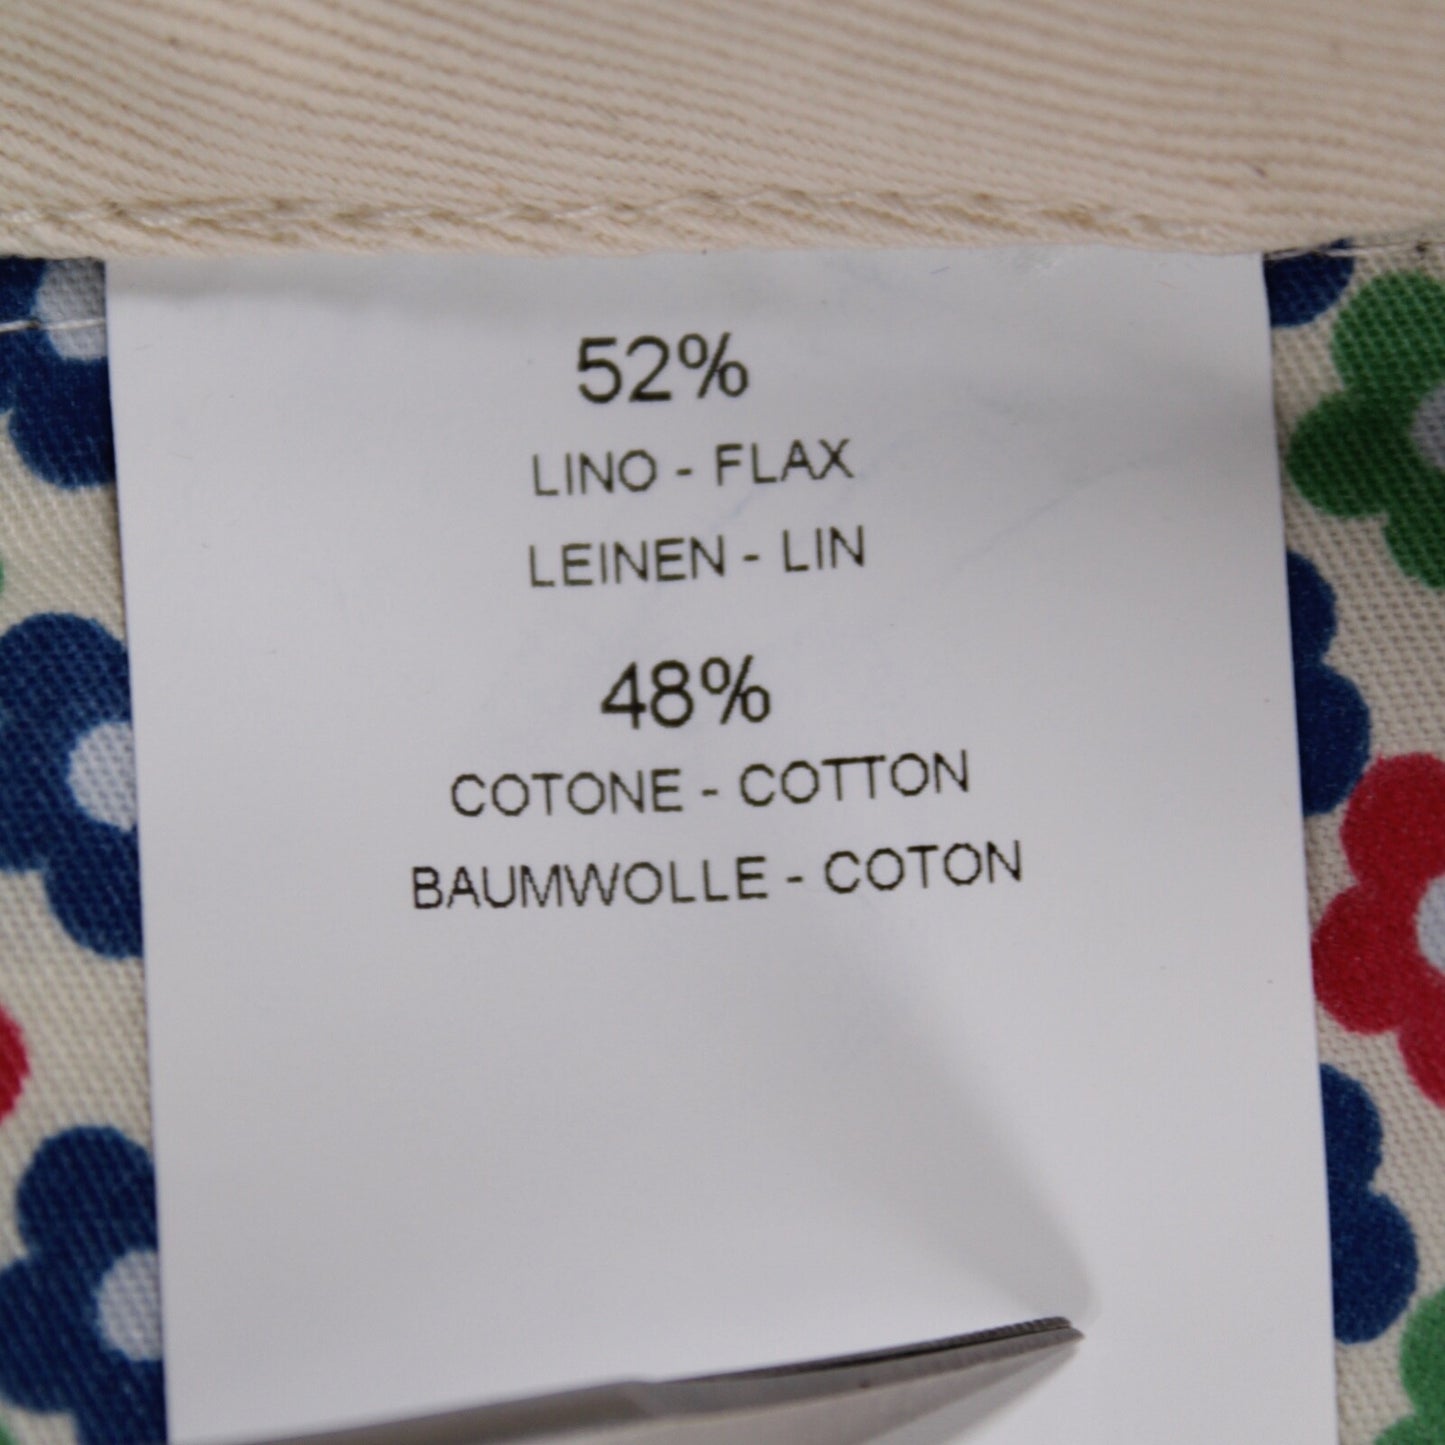 52%
LINO - FLAX
LEINEN - LIN
48%
COTONE - COTTON
BAUMWOLLE - COTON